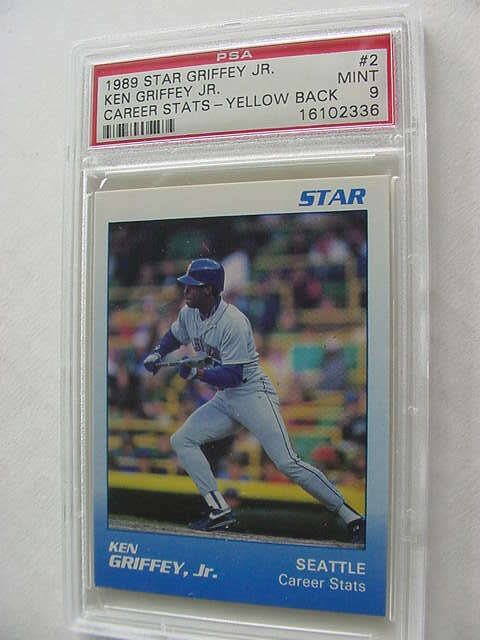 PSA
1989 STAR GRIFFEY JR. #2
KEN GRIFFEY JR. MINT
CAREER STATS-YELLOW BACK 9
16102336
STAR
KEN
GRIFFEY, Jr.
SEATTLE
Career Stats